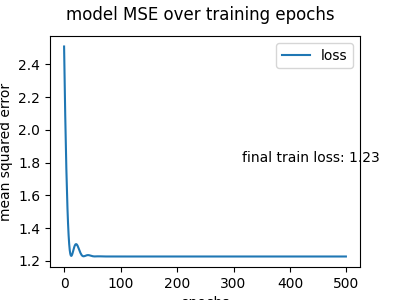 model MSE over training epochs
mean squared error
2.4
2.2
2.0
1.8
1.6
1.4
1.2
loss
final train loss: 1.23
0
100
200
300
400
500
epochs